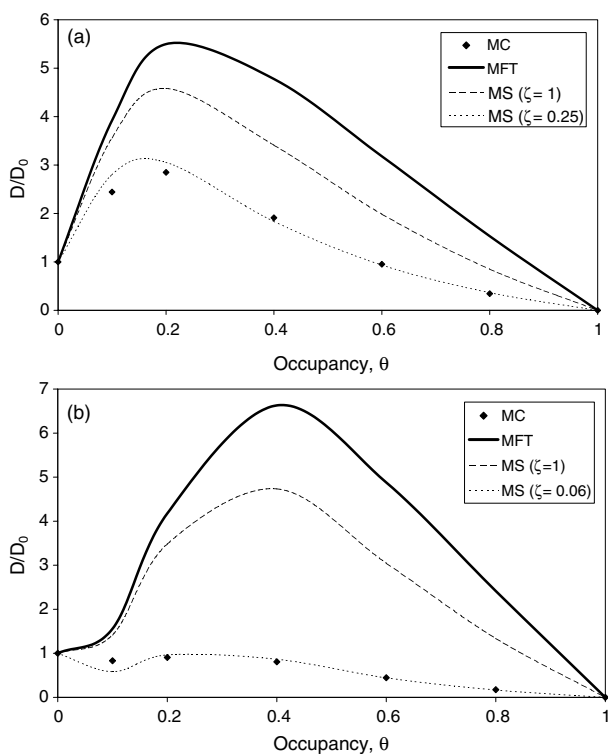 (a)
6
5
4
3
2
1
0
D/D0
MC
MFT
MS (ζ= 1)
MS (ζ= 0.25)
0 0.2 0.4 0.6 0.8 1
Occupancy, θ
(b)
7
6
5
4
3
2
1
0
D/D0
MC
MFT
MS (ζ=1)
MS (ζ= 0.06)
0 0.2 0.4 0.6 0.8 1
Occupancy, θ